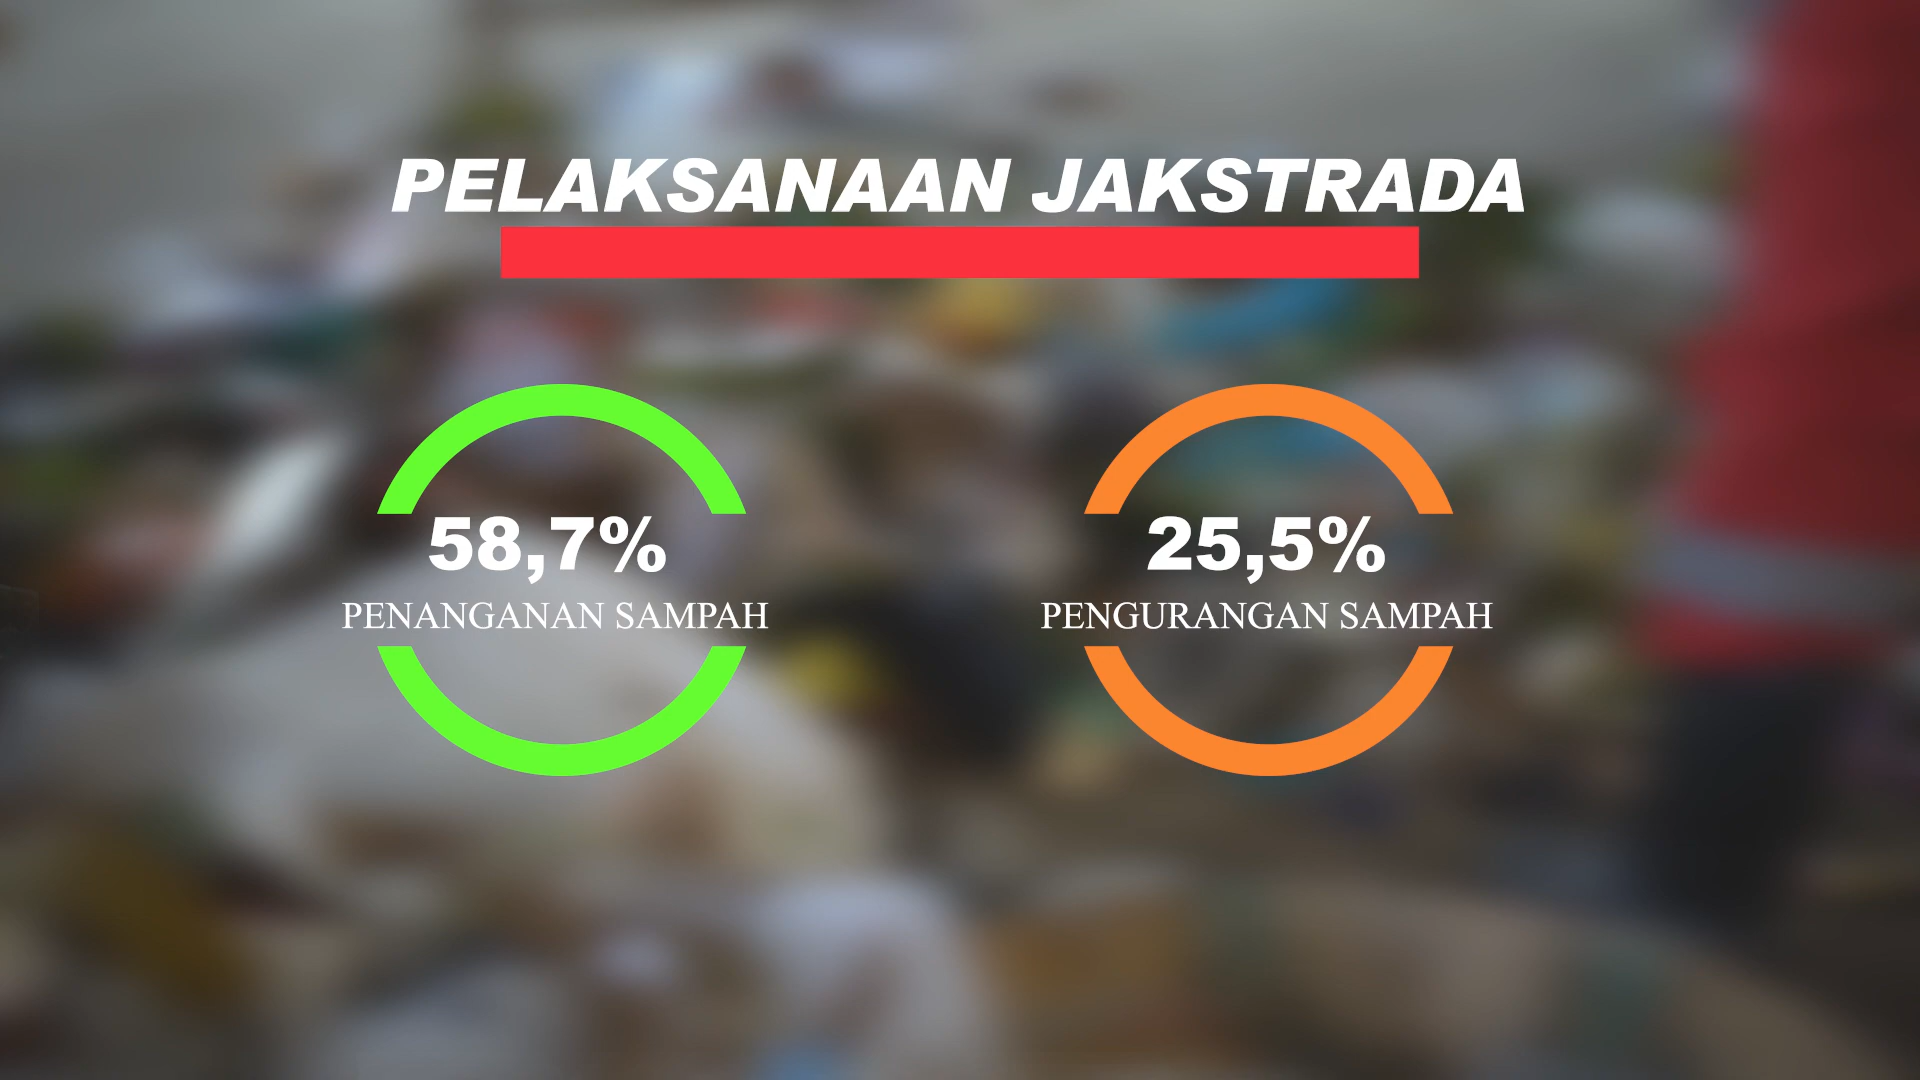 PELAKSANAAN JAKSTRADA
58,7%
PENANGANAN SAMPAH
25,5%
PENGURANGAN SAMPAH